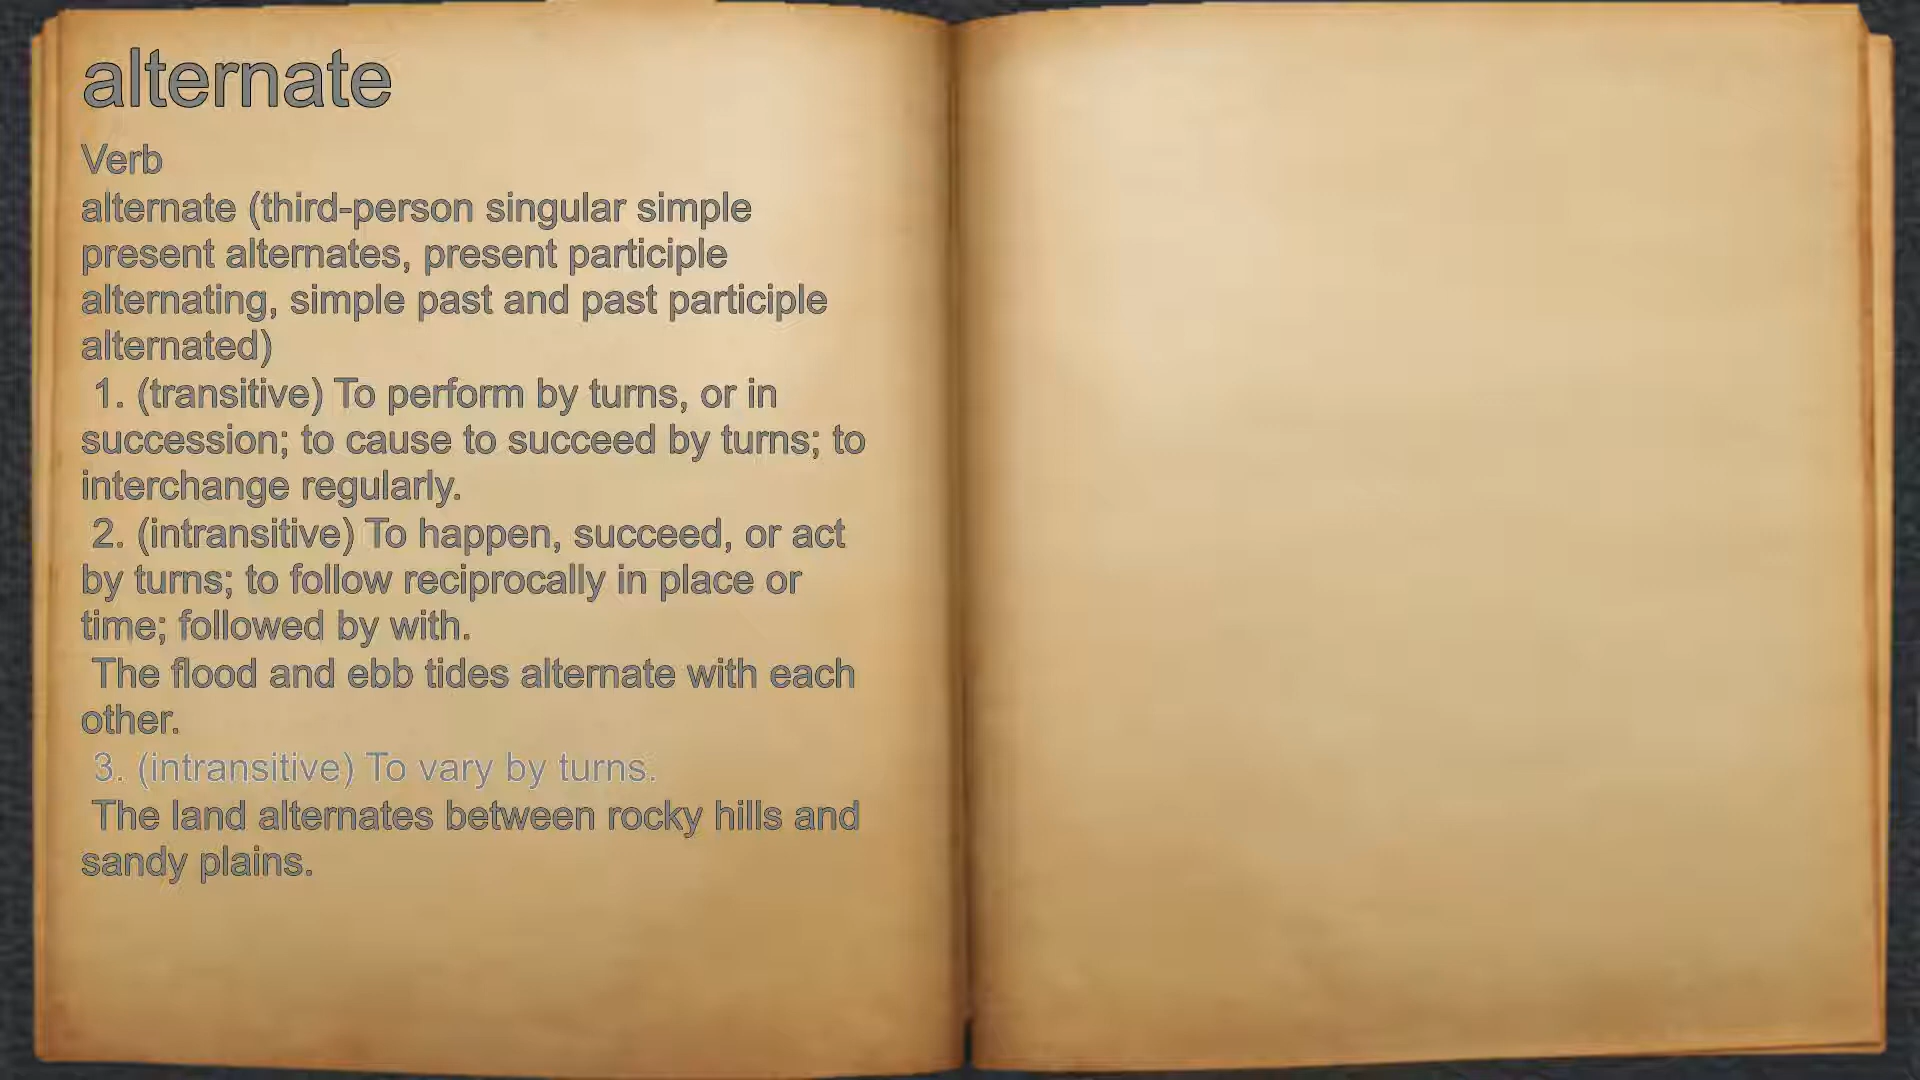 alternate
Verb
alternate (third-person singular simple
present alternates, present participle
alternating, simple past and past participle
alternated)
1. (transitive) To perform by turns, or in
succession; to cause to succeed by turns; to
interchange regularly.
2. (intransitive) To happen, succeed, or act
by turns; to follow reciprocally in place or
time; followed by with.
The flood and ebb tides alternate with each
other.
3. (intransitive) To vary by turns.
The land alternates between rocky hills and
sandy plains.